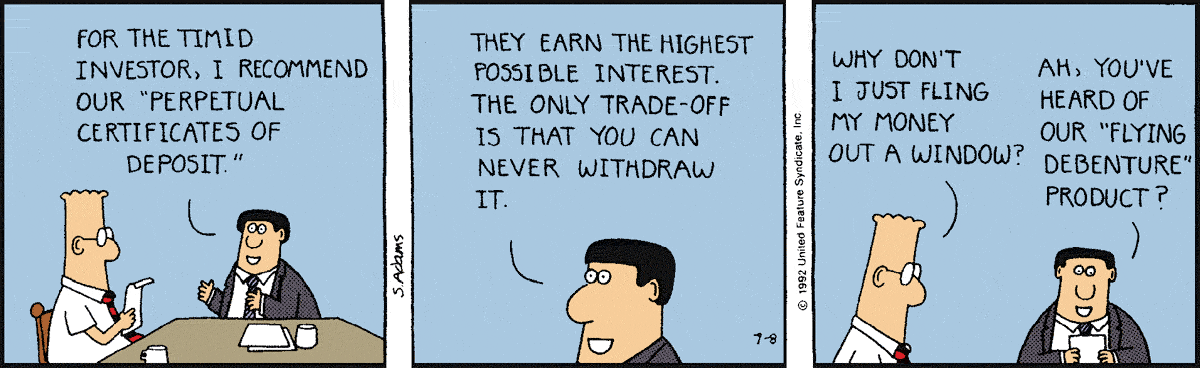 FOR THE TIMID
INVESTOR, I RECOMMEND
OUR "PERPETUAL
CERTIFICATES OF
DEPOSIT."
S.Adams
THEY EARN THE HIGHEST
POSSIBLE INTEREST.
THE ONLY TRADE-OFF
IS THAT YOU CAN
NEVER WITHDRAW
IT.
7-8
© 1992 United Feature Syndicate, Inc.
WHY DON'T
I JUST FLING
MY MONEY
OUT A WINDOW?
AH, YOU'VE
HEARD OF
OUR "FLYING
DEBENTURE"
PRODUCT?